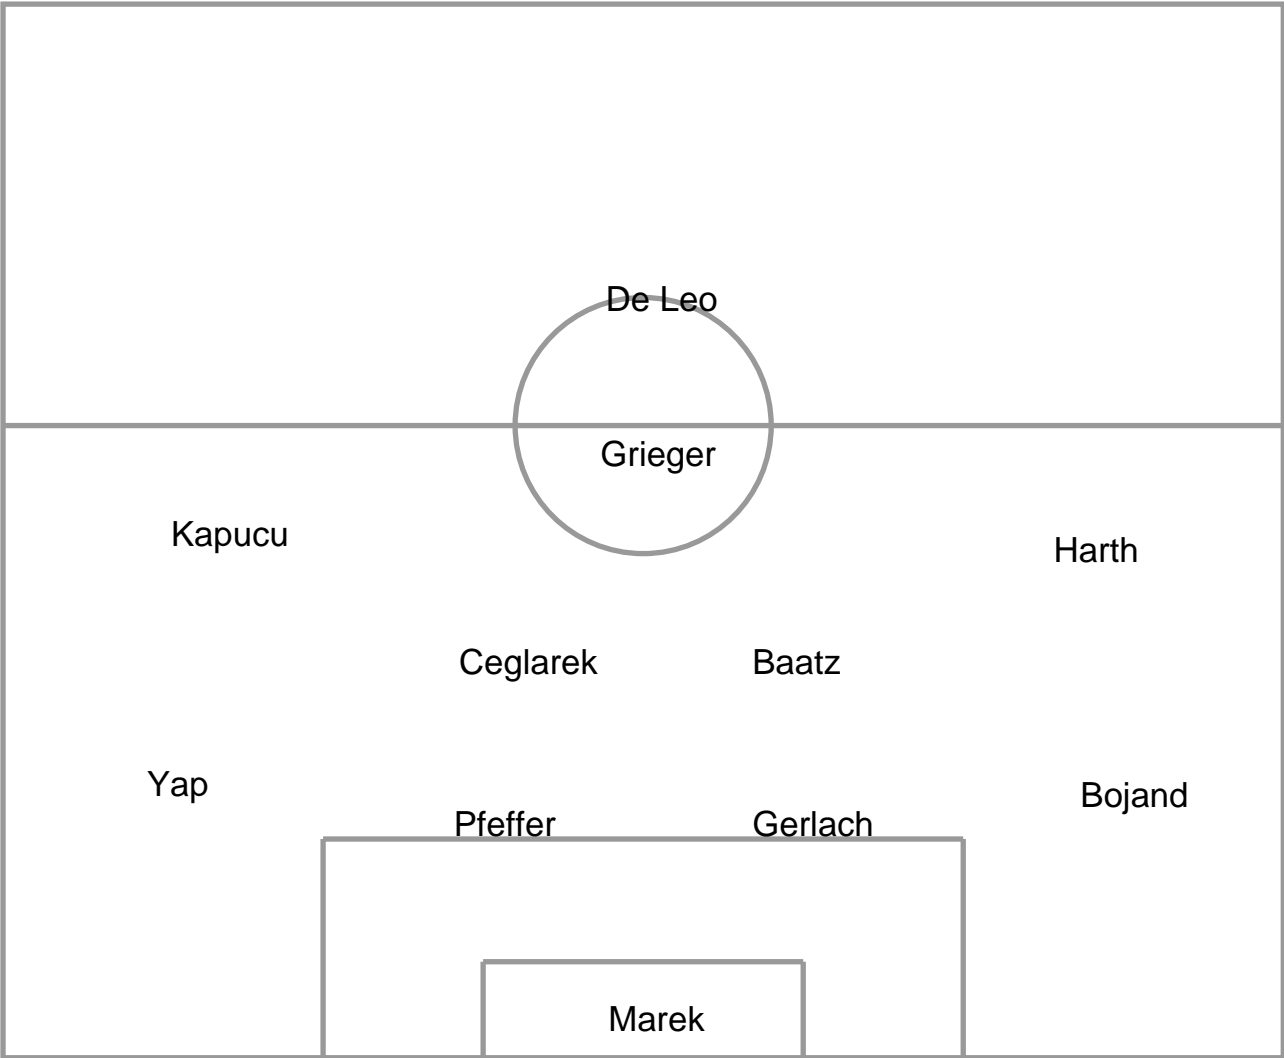 De Leo
Grieger
Kapucu
Harth
Ceglarek
Baatz
Yap
Bojand
Pfeffer
Gerlach
Marek